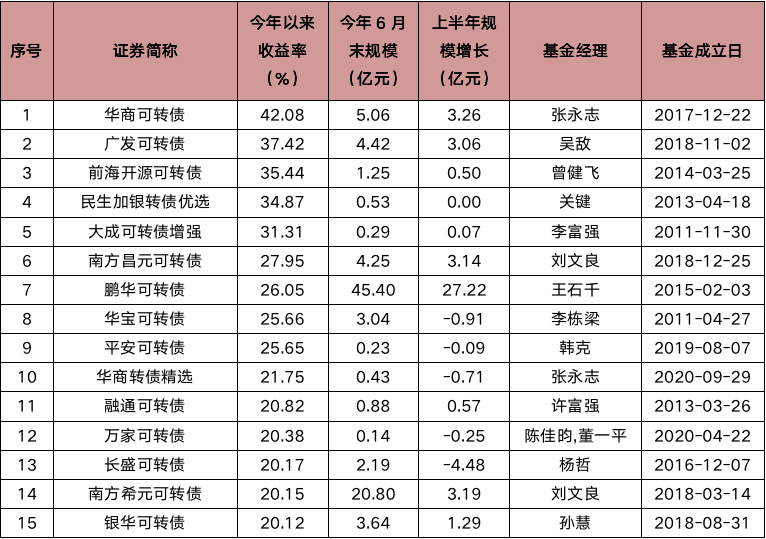 序号 证券简称 今年以来收益率（%） 今年6月末规模（亿元） 上半年规模增长（亿元） 基金经理 基金成立日
1 华商可转债 42.08 5.06 3.26 张永志 2017-12-22
2 广发可转债 37.42 4.42 3.06 吴敌 2018-11-02
3 前海开源可转债 35.44 1.25 0.50 曾健飞 2014-03-25
4 民生加银转债优选 34.87 0.53 0.00 关键 2013-04-18
5 大成可转债增强 31.31 0.29 0.07 李富强 2011-11-30
6 南方昌元可转债 27.95 4.25 3.14 刘文良 2018-12-25
7 鹏华可转债 26.05 45.40 27.22 王石千 2015-02-03
8 华宝可转债 25.66 3.04 -0.91 李栋梁 2011-04-27
9 平安可转债 25.65 0.23 -0.09 韩克 2019-08-07
10 华商转债精选 21.75 0.43 -0.71 张永志 2020-09-29
11 融通可转债 20.82 0.88 0.57 许富强 2013-03-26
12 万家可转债 20.38 0.14 -0.25 陈佳昀,董一平 2020-04-22
13 长盛可转债 20.17 2.19 -4.48 杨哲 2016-12-07
14 南方希元可转债 20.15 20.80 3.19 刘文良 2018-03-14
15 银华可转债 20.12 3.64 1.29 孙慧 2018-08-31